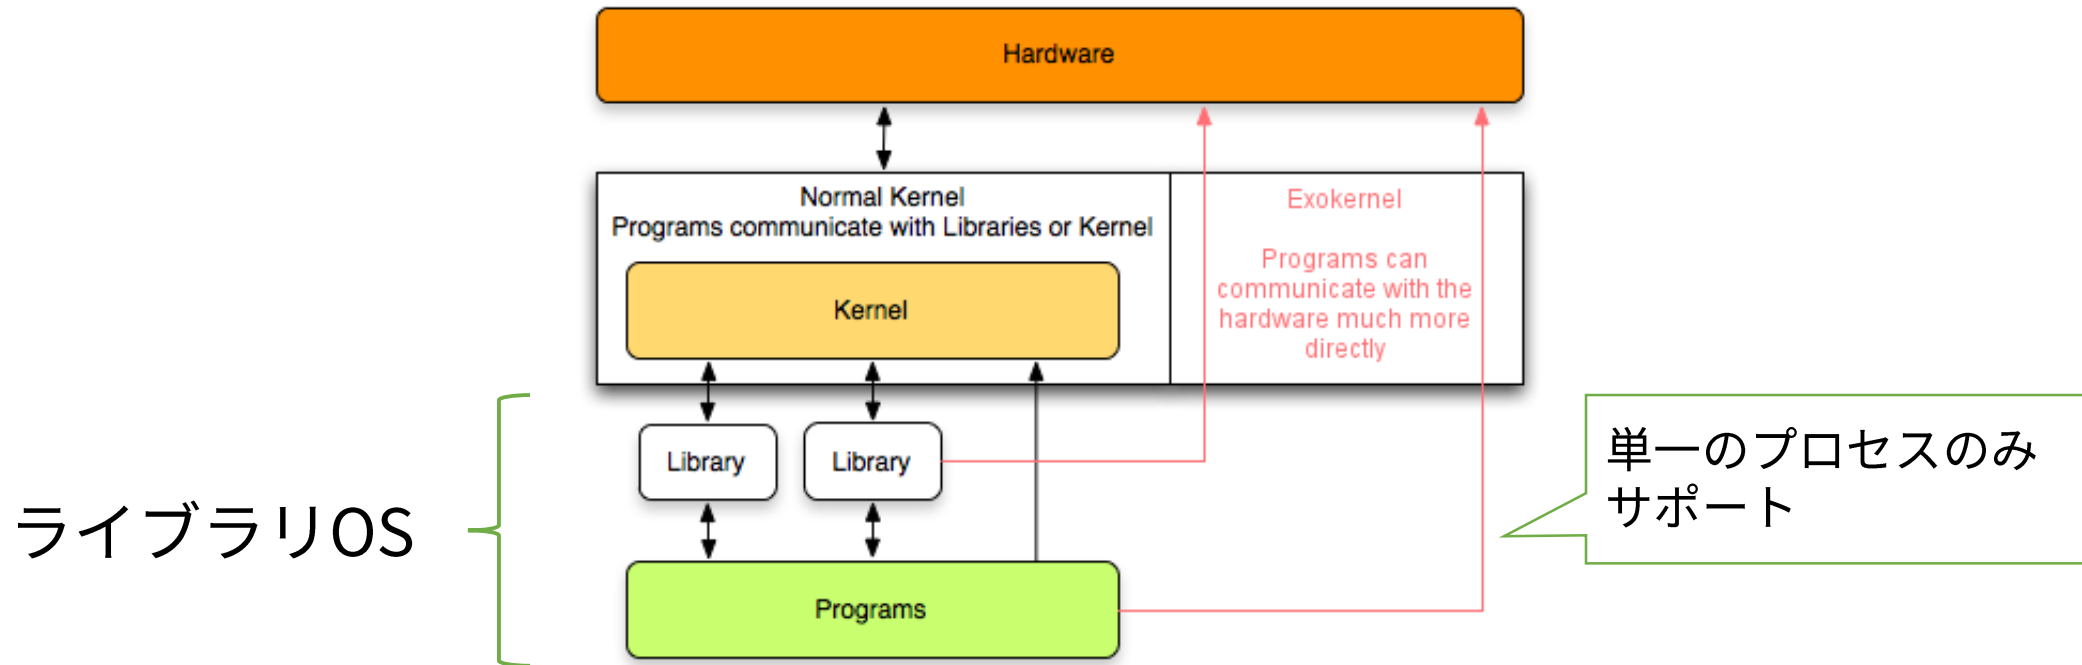 Hardware
Normal Kernel
Programs communicate with Libraries or Kernel
Kernel
Exokernel
Programs can
communicate with the
hardware much more
directly
Library
Library
Programs
ライブラリOS
単一のプロセスのみ
サポート